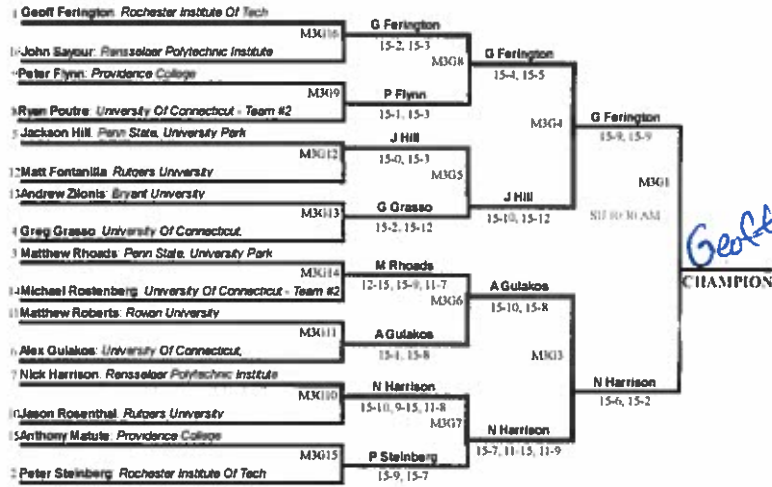 1 Geoff Ferington: Rochester Institute Of Tech
M3G16
16 John Sayour: Rensselaer Polytechnic Institute
G Ferington
15-2, 15-3
M3G8
9 Peter Flynn: Providence College
M3G9
8 Ryan Poutre: University Of Connecticut - Team #2
P Flynn
15-1, 15-3
G Ferington
15-4, 15-5
M3G4
5 Jackson Hill: Penn State, University Park
M3G12
12 Matt Fontanilla: Rutgers University
J Hill
15-0, 15-3
M3G5
13 Andrew Zilonis: Bryant University
M3G13
4 Greg Grasso: University Of Connecticut,
G Grasso
15-2, 15-12
J Hill
15-10, 15-12
G Ferington
15-9, 15-9
M3G1
SU 10:30 AM
3 Matthew Rhoads: Penn State, University Park
M3G14
14 Michael Rostenberg: University Of Connecticut - Team #2
M Rhoads
12-15, 15-9, 11-7
M3G6
11 Matthew Roberts: Rowan University
M3G11
6 Alex Gulakos: University Of Connecticut,
A Gulakos
15-1, 15-8
A Gulakos
15-10, 15-8
M3G3
7 Nick Harrison: Rensselaer Polytechnic Institute
M3G10
10 Jason Rosenthal: Rutgers University
N Harrison
15-10, 9-15, 11-8
M3G7
15 Anthony Matute: Providence College
M3G15
2 Peter Steinberg: Rochester Institute Of Tech
P Steinberg
15-9, 15-7
N Harrison
15-7, 11-15, 11-9
N Harrison
15-6, 15-2
Geoff
CHAMPION